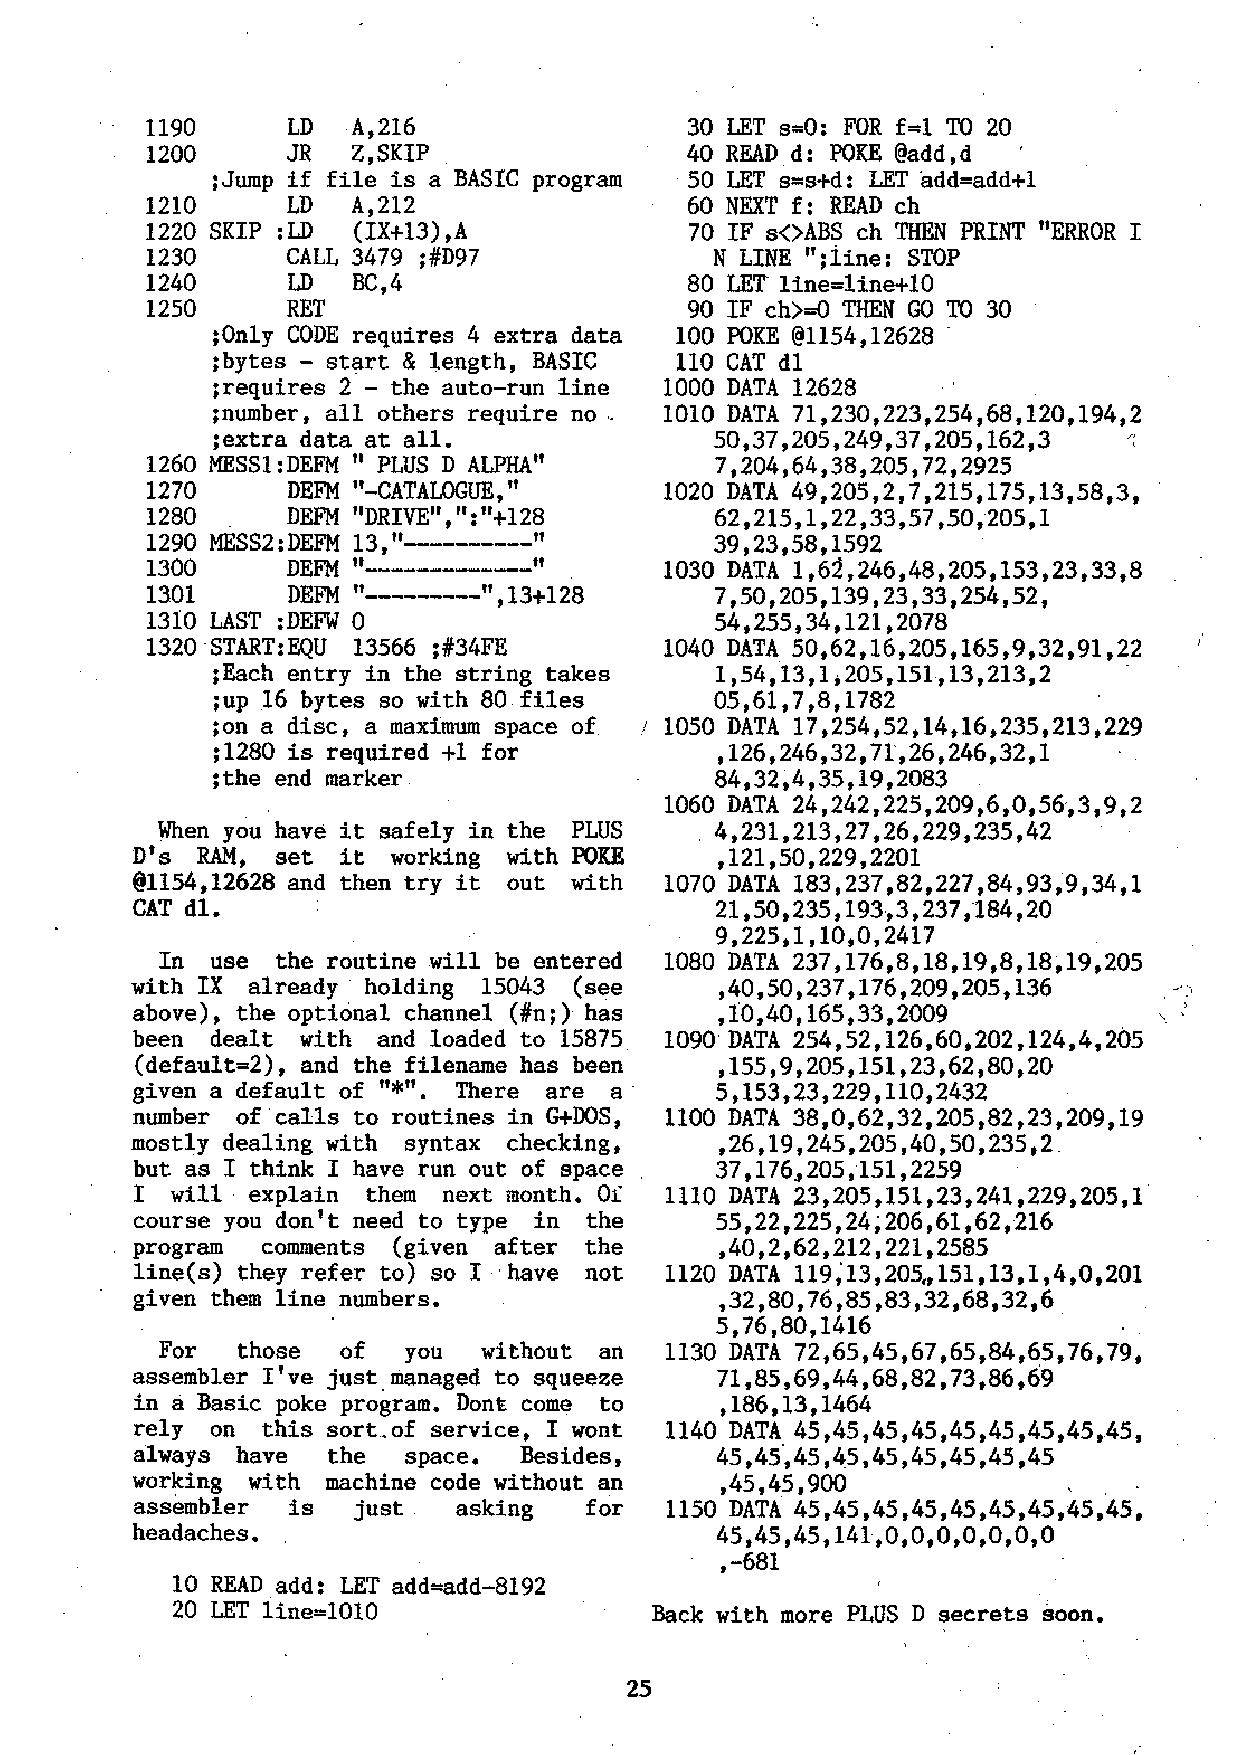 1190 LD A,216
1200 JR Z,SKIP
;Jump if file is a BASIC program
1210 LD A,212
1220 SKIP :LD (IX+13),A
1230 CALL 3479 ;#D97
1240 LD BC,4
1250 RET
;Only CODE requires 4 extra data
;bytes - start & length, BASIC
;requires 2 - the auto-run line
;number, all others require no
;extra data at all.
1260 MESS1:DEFM " PLUS D ALPHA"
1270 DEFM "-CATALOGUE,"
1280 DEFM "DRIVE",":"+128
1290 MESS2:DEFM 13,"----------"
1300 DEFM "-------------"
1301 DEFM "---------",13+128
1310 LAST :DEFW 0
1320 START:EQU 13566 ;#34FE
;Each entry in the string takes
;up 16 bytes so with 80 files
;on a disc, a maximum space of
;1280 is required +1 for
;the end marker
When you have it safely in the PLUS
D's RAM, set it working with POKE
@1154,12628 and then try it out with
CAT d1.
In use the routine will be entered
with IX already holding 15043 (see
above), the optional channel (#n;) has
been dealt with and loaded to 15875
(default=2), and the filename has been
given a default of "*". There are a
number of calls to routines in G+DOS,
mostly dealing with syntax checking,
but as I think I have run out of space
I will explain them next month. Of
course you don't need to type in the
program comments (given after the
line(s) they refer to) so I have not
given them line numbers.
For those of you without an
assembler I've just managed to squeeze
in a Basic poke program. Dont come to
rely on this sort of service, I wont
always have the space. Besides,
working with machine code without an
assembler is just asking for
headaches.
10 READ add: LET add=add-8192
20 LET line=1010
30 LET s=0: FOR f=1 TO 20
40 READ d: POKE @add,d
50 LET s=s+d: LET add=add+1
60 NEXT f: READ ch
70 IF s<>ABS ch THEN PRINT "ERROR I
N LINE ";line: STOP
80 LET line=line+10
90 IF ch>=0 THEN GO TO 30
100 POKE @1154,12628
110 CAT d1
1000 DATA 12628
1010 DATA 71,230,223,254,68,120,194,2
50,37,205,249,37,205,162,3
7,204,64,38,205,72,2925
1020 DATA 49,205,2,7,215,175,13,58,3,
62,215,1,22,33,57,50,205,1
39,23,58,1592
1030 DATA 1,62,246,48,205,153,23,33,8
7,50,205,139,23,33,254,52,
54,255,34,121,2078
1040 DATA 50,62,16,205,165,9,32,91,22
1,54,13,1,205,151,13,213,2
05,61,7,8,1782
1050 DATA 17,254,52,14,16,235,213,229
,126,246,32,71,26,246,32,1
84,32,4,35,19,2083
1060 DATA 24,242,225,209,6,0,56,3,9,2
4,231,213,27,26,229,235,42
,121,50,229,2201
1070 DATA 183,237,82,227,84,93,9,34,1
21,50,235,193,3,237,184,20
9,225,1,10,0,2417
1080 DATA 237,176,8,18,19,8,18,19,205
,40,50,237,176,209,205,136
,10,40,165,33,2009
1090 DATA 254,52,126,60,202,124,4,205
,155,9,205,151,23,62,80,20
5,153,23,229,110,2432
1100 DATA 38,0,62,32,205,82,23,209,19
,26,19,245,205,40,50,235,2
37,176,205,151,2259
1110 DATA 23,205,151,23,241,229,205,1
55,22,225,24,206,61,62,216
,40,2,62,212,221,2585
1120 DATA 119,13,205,151,13,1,4,0,201
,32,80,76,85,83,32,68,32,6
5,76,80,1416
1130 DATA 72,65,45,67,65,84,65,76,79,
71,85,69,44,68,82,73,86,69
,186,13,1464
1140 DATA 45,45,45,45,45,45,45,45,45,
45,45,45,45,45,45,45,45,45
,45,45,900
1150 DATA 45,45,45,45,45,45,45,45,45,
45,45,45,141,0,0,0,0,0,0,0
,-681
Back with more PLUS D secrets soon.
25